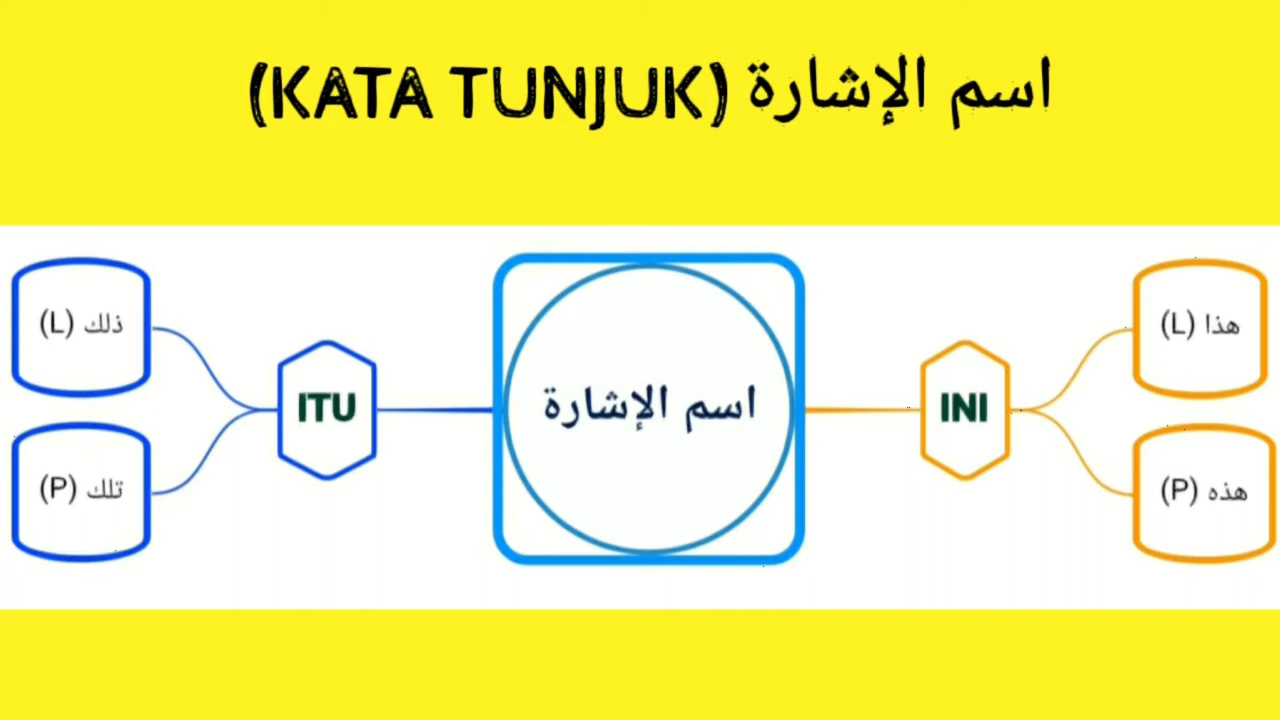 اسم الإشارة (KATA TUNJUK)
هذا (L)
ذلك (L)
INI
اسم الإشارة
ITU
هذه (P)
تلك (P)